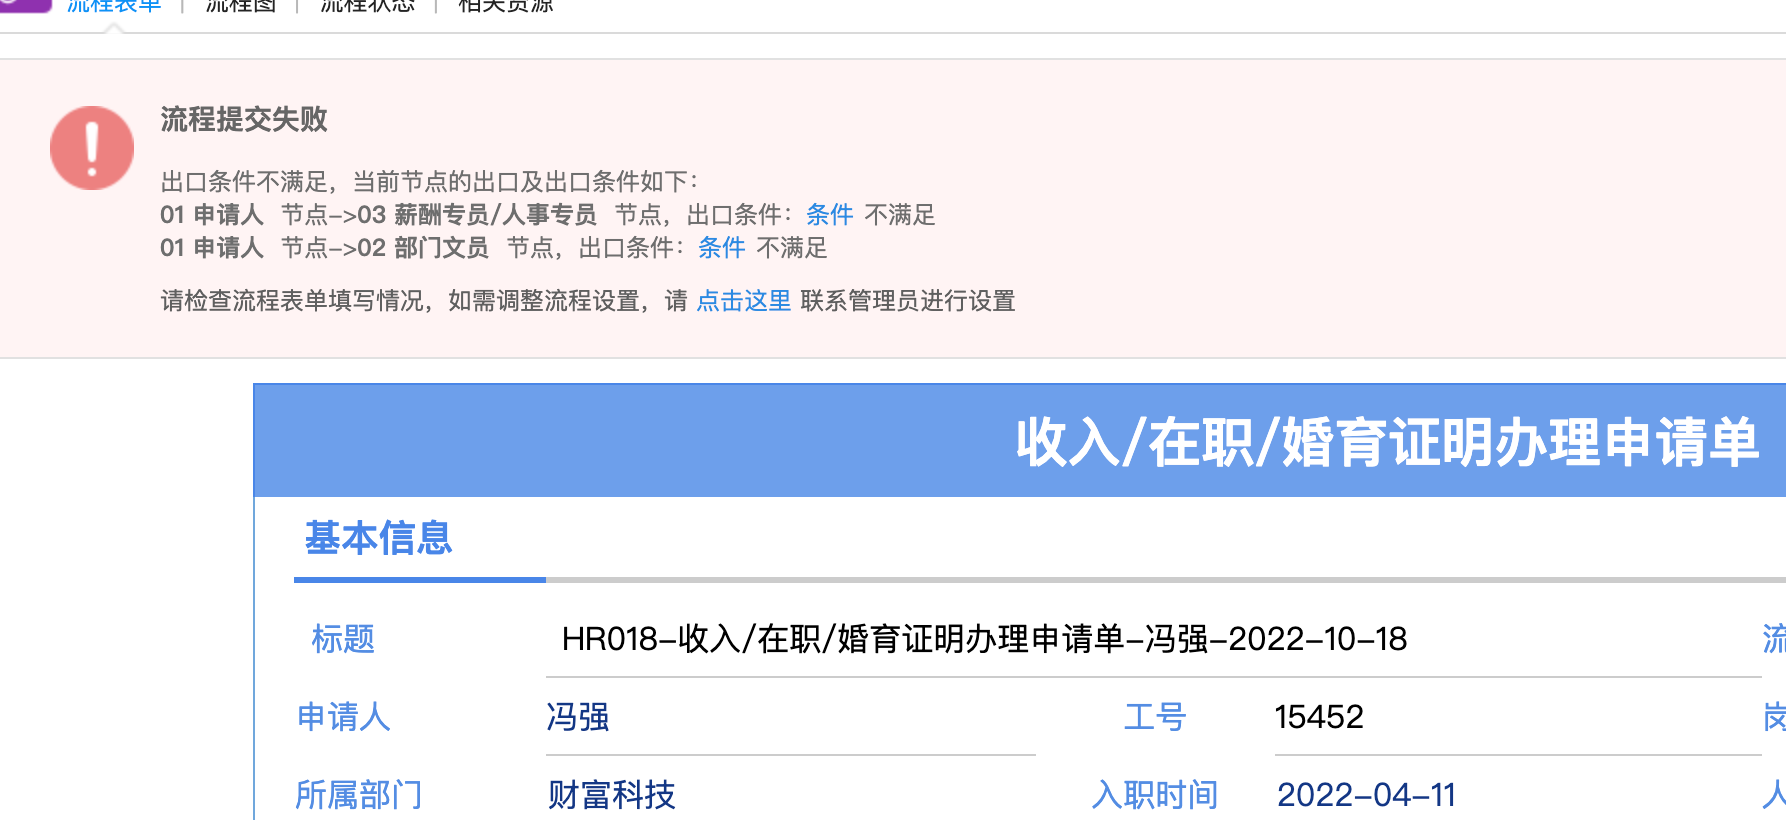 流程表单 | 流程图 | 流程状态 | 相关资源
流程提交失败
出口条件不满足，当前节点的出口及出口条件如下：
01 申请人 节点->03 薪酬专员/人事专员 节点，出口条件：条件 不满足
01 申请人 节点->02 部门文员 节点，出口条件：条件 不满足
请检查流程表单填写情况，如需调整流程设置，请 点击这里 联系管理员进行设置
收入/在职/婚育证明办理申请单
基本信息
标题 HR018-收入/在职/婚育证明办理申请单-冯强-2022-10-18
申请人 冯强 工号 15452
所属部门 财富科技 入职时间 2022-04-11